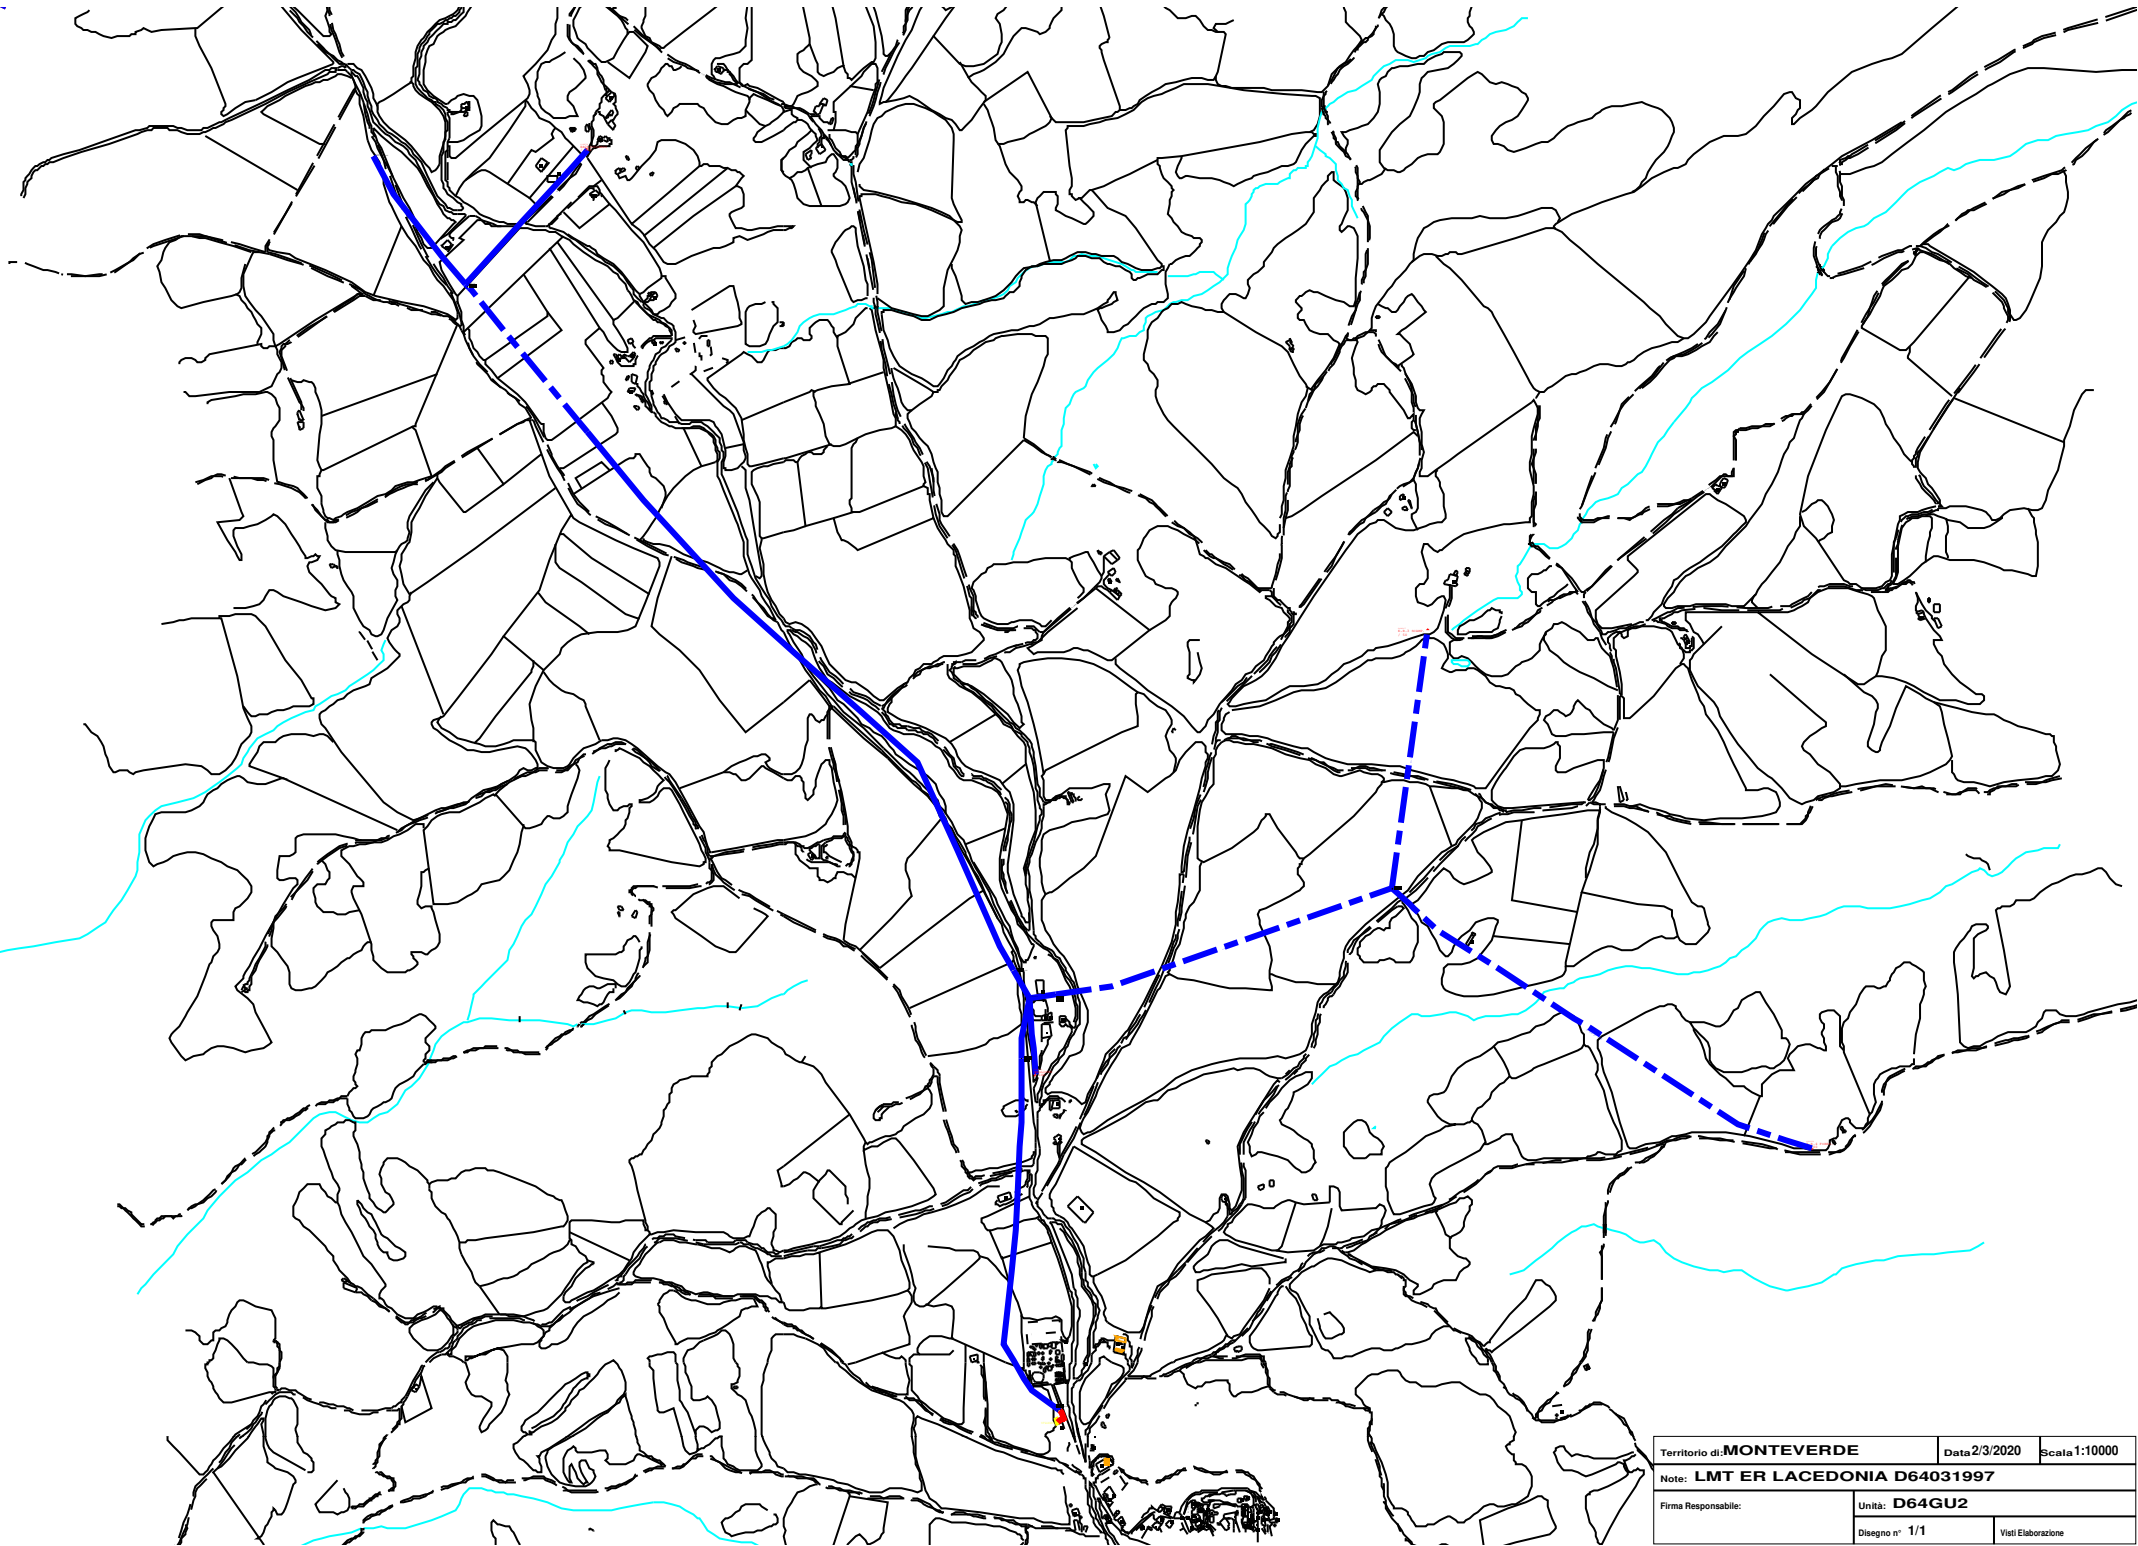 Territorio di: MONTEVERDE Data 2/3/2020 Scala 1:10000
Note: LMT ER LACEDONIA D64031997
Firma Responsabile: Unità: D64GU2
Disegno n° 1/1 Visti Elaborazione